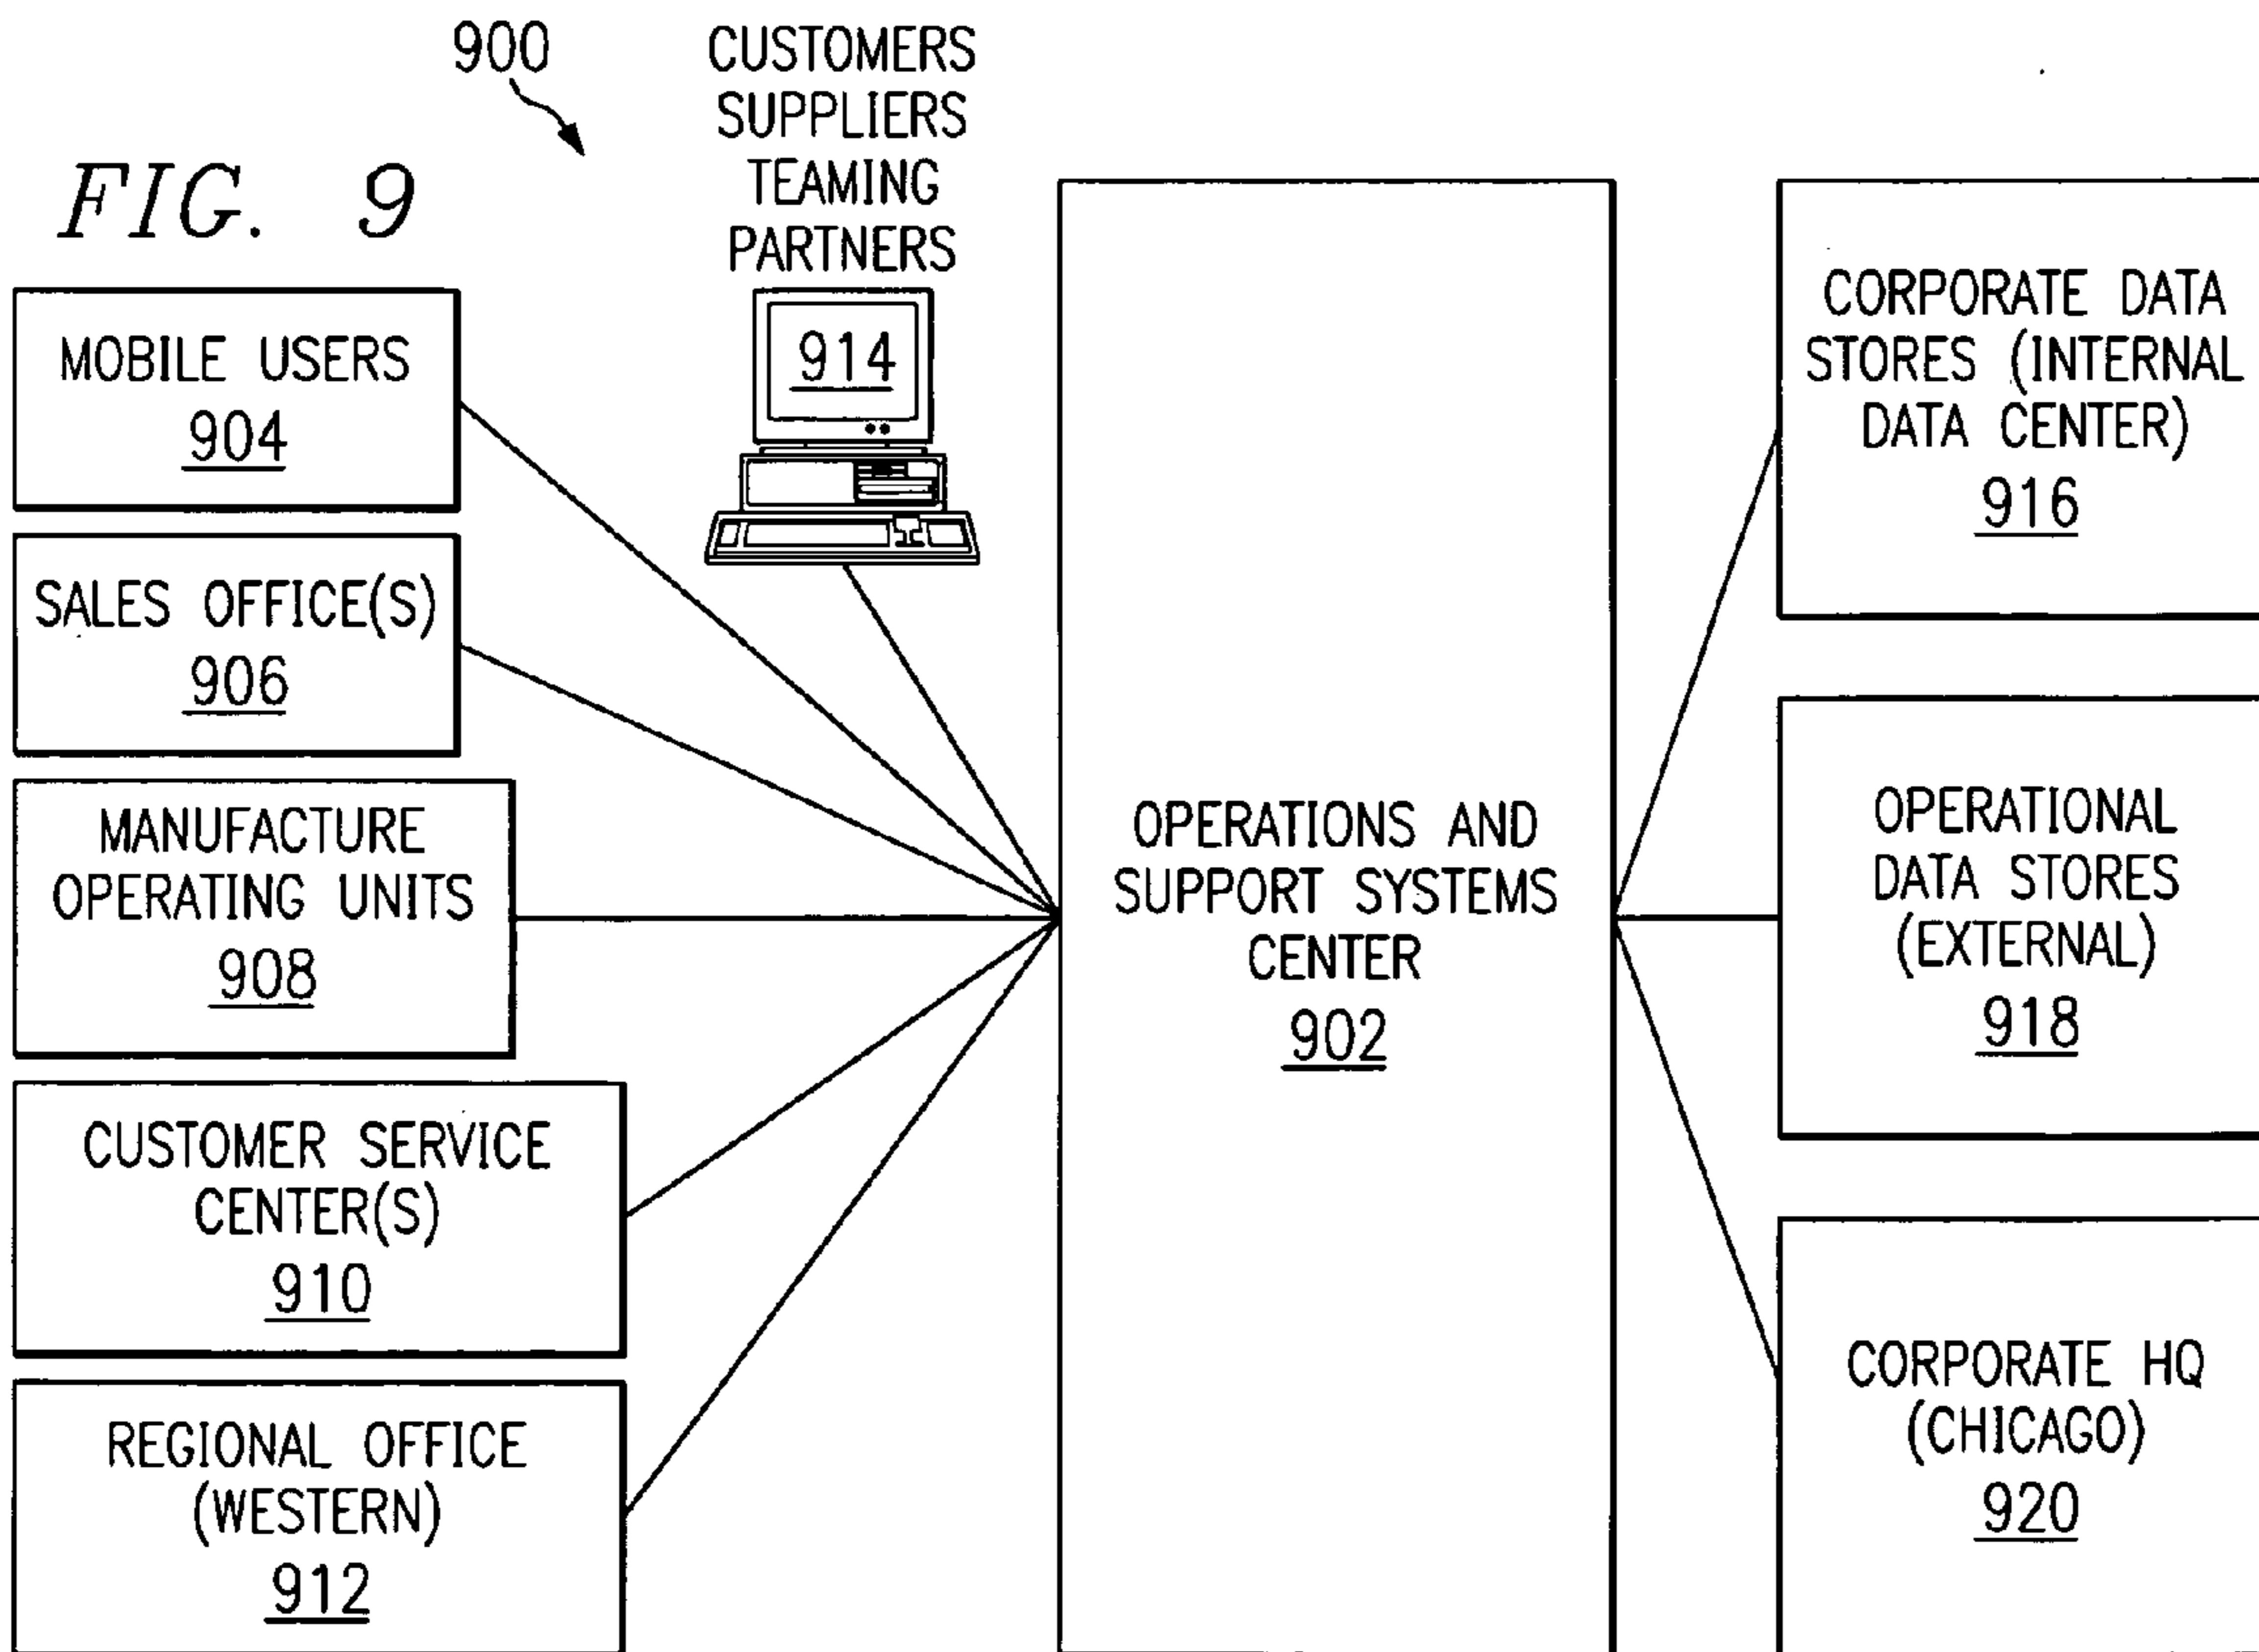 900
FIG. 9
CUSTOMERS
SUPPLIERS
TEAMING
PARTNERS
914
MOBILE USERS
904
SALES OFFICE(S)
906
MANUFACTURE
OPERATING UNITS
908
CUSTOMER SERVICE
CENTER(S)
910
REGIONAL OFFICE
(WESTERN)
912
OPERATIONS AND
SUPPORT SYSTEMS
CENTER
902
CORPORATE DATA
STORES (INTERNAL
DATA CENTER)
916
OPERATIONAL
DATA STORES
(EXTERNAL)
918
CORPORATE HQ
(CHICAGO)
920